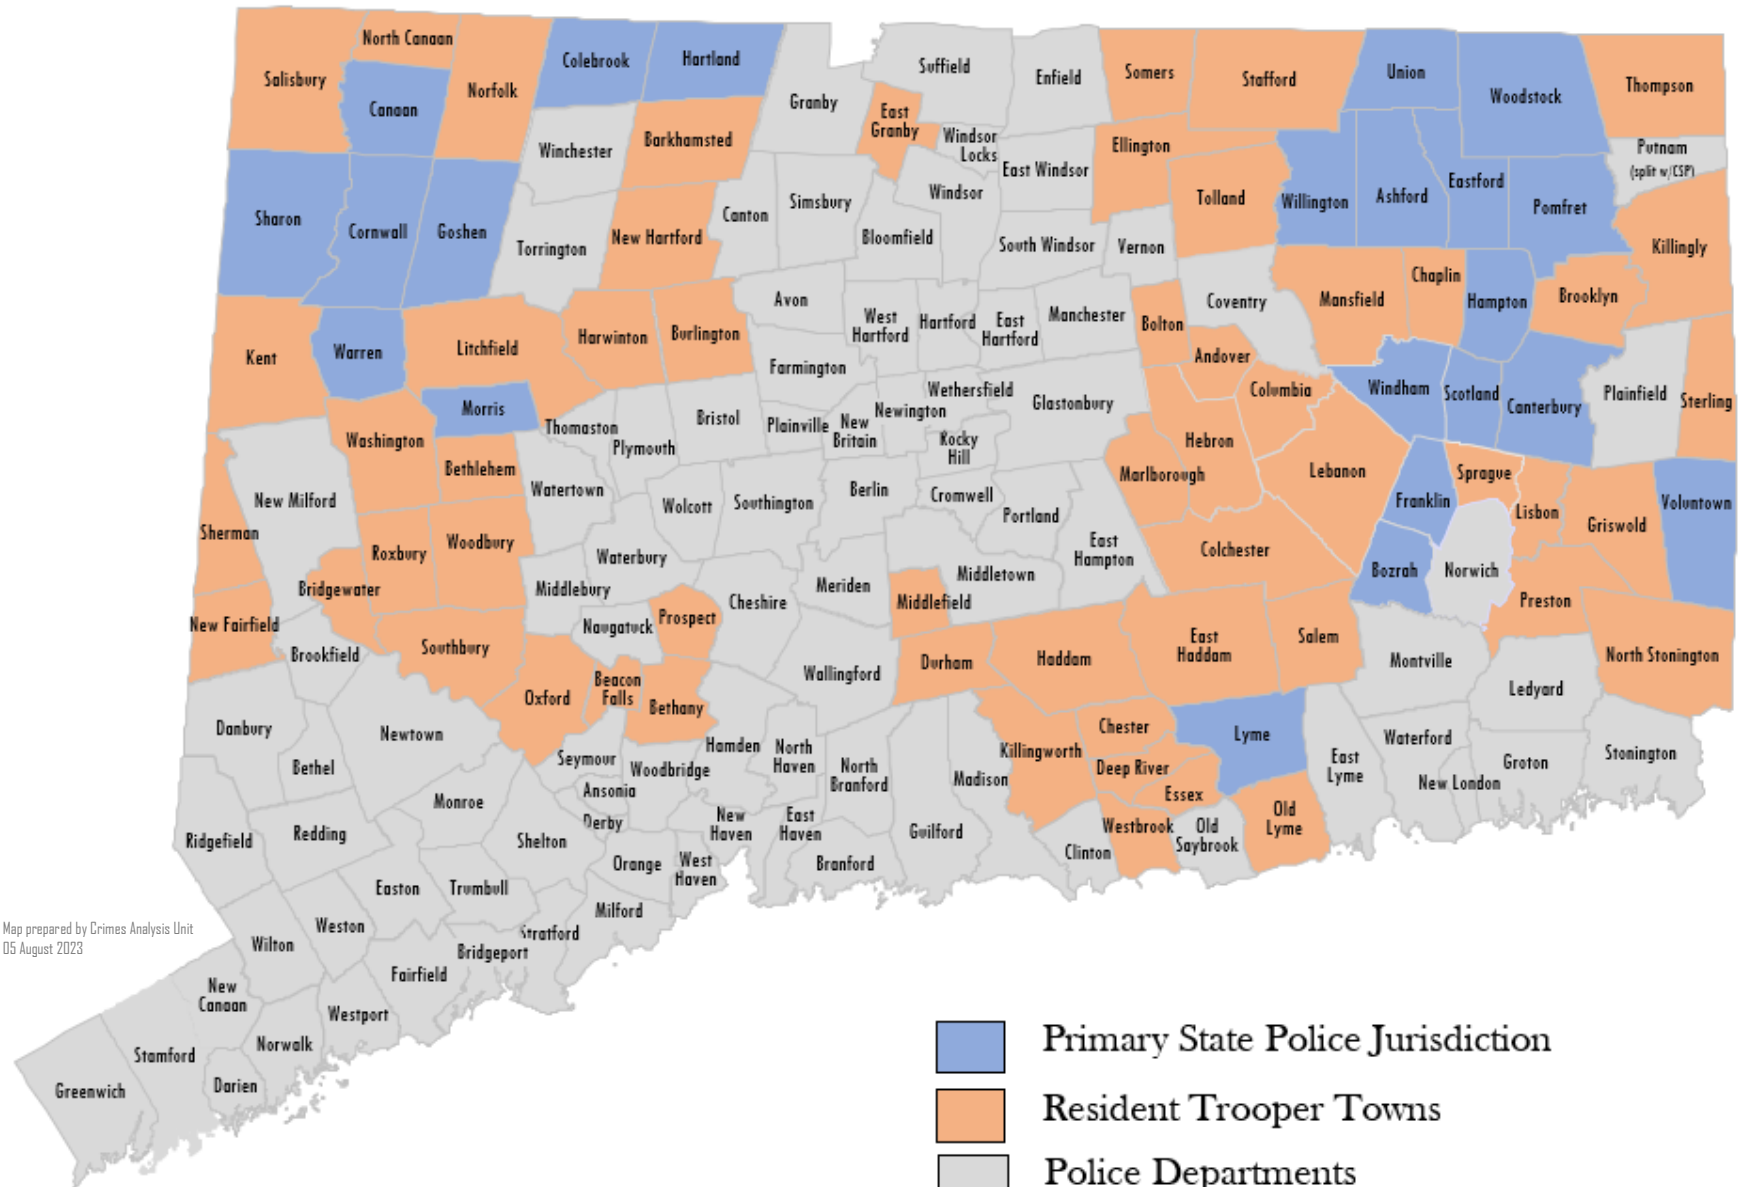 North Canaan
Salisbury
Canaan
Norfolk
Colebrook
Hartland
Granby
Suffield
Enfield
Somers
Stafford
Union
Woodstock
Thompson
East
Granby
Windsor
Locks
East Windsor
Ellington
Putnam
(split w/CSP)
Winchester
Barkhamsted
Sharon
Cornwall
Goshen
Torrington
New Hartford
Canton
Simsbury
Bloomfield
Windsor
South Windsor
Vernon
Tolland
Willington
Ashford
Eastford
Pomfret
Killingly
Kent
Warren
Litchfield
Harwinton
Burlington
Avon
West
Hartford
Hartford
East
Hartford
Manchester
Bolton
Coventry
Andover
Mansfield
Chaplin
Hampton
Brooklyn
Morris
Farmington
Wethersfield
Glastonbury
Columbia
Windham
Scotland
Canterbury
Plainfield
Sterling
Washington
Bethlehem
Thomaston
Plymouth
Bristol
Plainville
New
Britain
Newington
Rocky
Hill
Hebron
Marlborough
Lebanon
Franklin
Sprague
Lisbon
Griswold
Voluntown
New Milford
Sherman
Roxbury
Woodbury
Watertown
Wolcott
Southington
Berlin
Cromwell
Portland
East
Hampton
Colchester
Bozrah
Norwich
Preston
Bridgewater
New Fairfield
Brookfield
Southbury
Middlebury
Waterbury
Naugatuck
Prospect
Cheshire
Meriden
Middlefield
Middletown
Durham
Haddam
East
Haddam
Salem
Montville
Ledyard
North Stonington
Danbury
Bethel
Newtown
Oxford
Beacon
Falls
Bethany
Wallingford
Seymour
Woodbridge
Hamden
North
Haven
North
Branford
Madison
Killingworth
Chester
Deep River
Essex
Lyme
East
Lyme
Waterford
New London
Groton
Stonington
Ridgefield
Redding
Monroe
Ansonia
Derby
Shelton
Orange
New
Haven
West
Haven
East
Haven
Branford
Guilford
Clinton
Westbrook
Old
Saybrook
Old
Lyme
Easton
Trumbull
Milford
Stratford
Bridgeport
Weston
Wilton
Fairfield
Westport
New
Canaan
Norwalk
Stamford
Darien
Greenwich
Map prepared by Crimes Analysis Unit
05 August 2023
Primary State Police Jurisdiction
Resident Trooper Towns
Police Departments